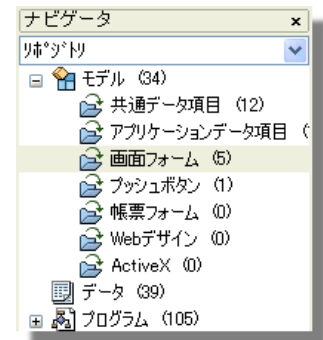 ナビゲータ
リポジトリ
モデル (34)
共通データ項目 (12)
アプリケーションデータ項目 (
画面フォーム (5)
プッシュボタン (1)
帳票フォーム (0)
Webデザイン (0)
ActiveX (0)
データ (39)
プログラム (105)